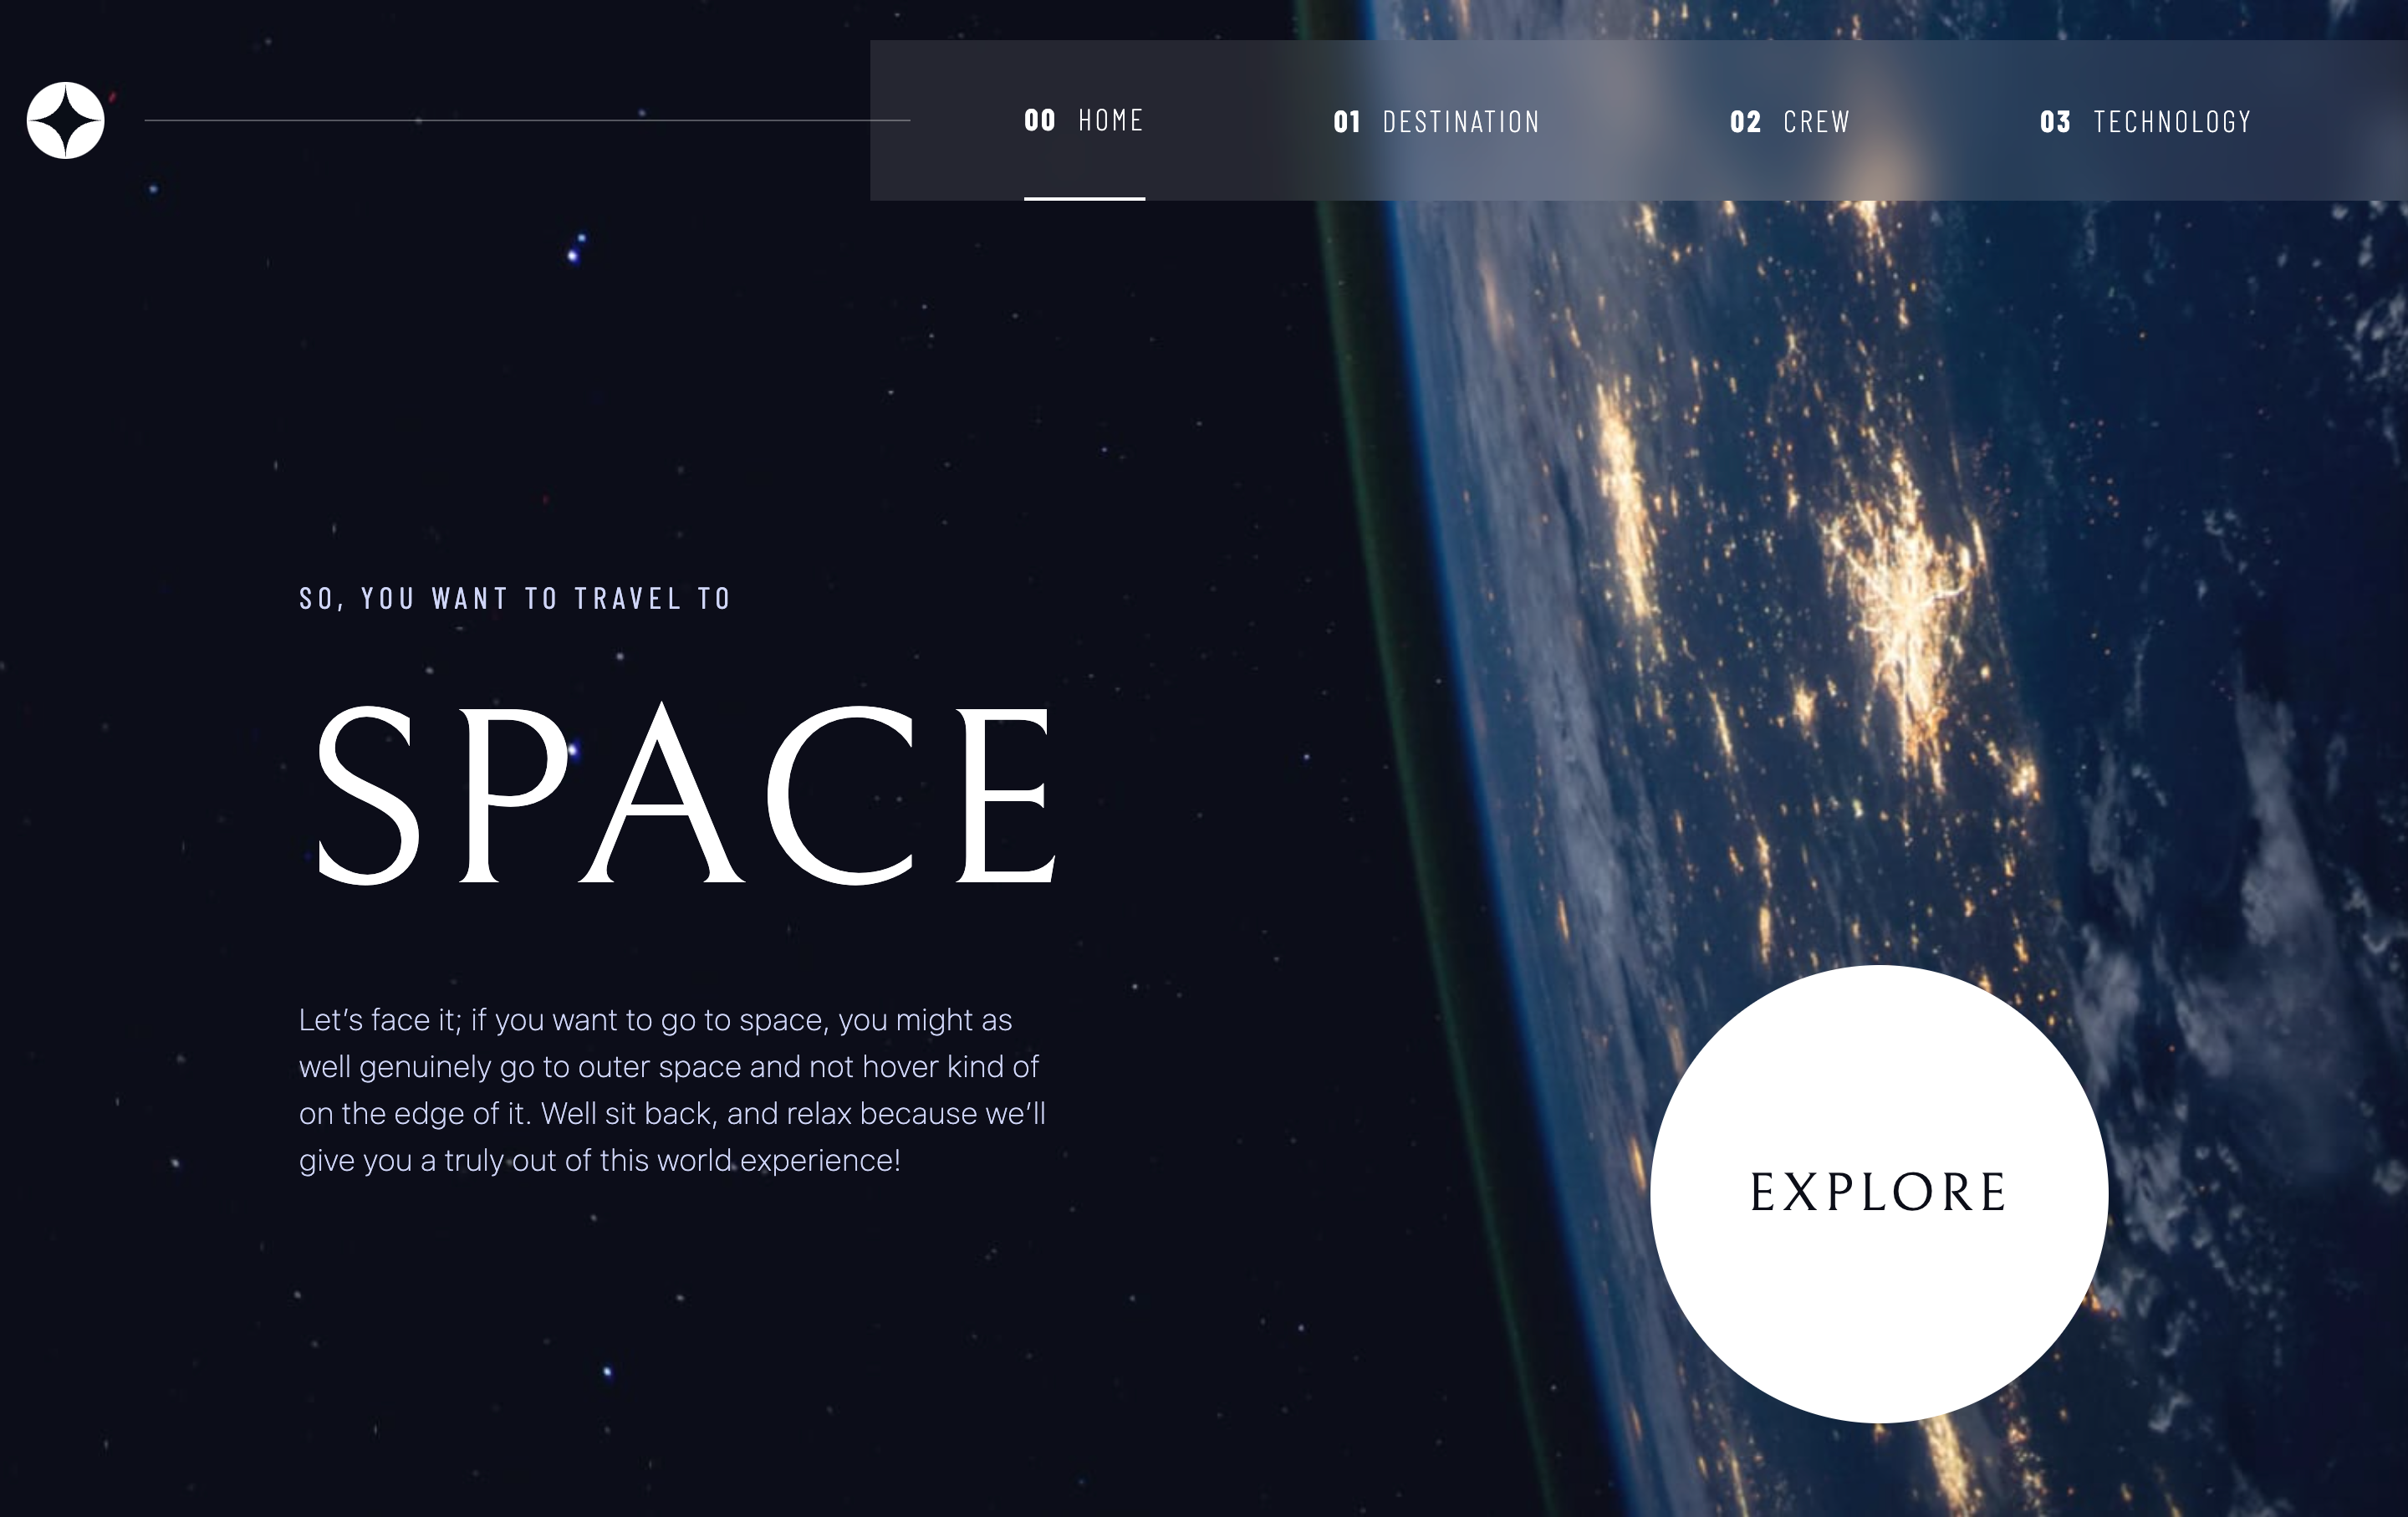 00 HOME 01 DESTINATION 02 CREW 03 TECHNOLOGY
SO, YOU WANT TO TRAVEL TO
SPACE
Let’s face it; if you want to go to space, you might as
well genuinely go to outer space and not hover kind of
on the edge of it. Well sit back, and relax because we’ll
give you a truly out of this world experience!
EXPLORE